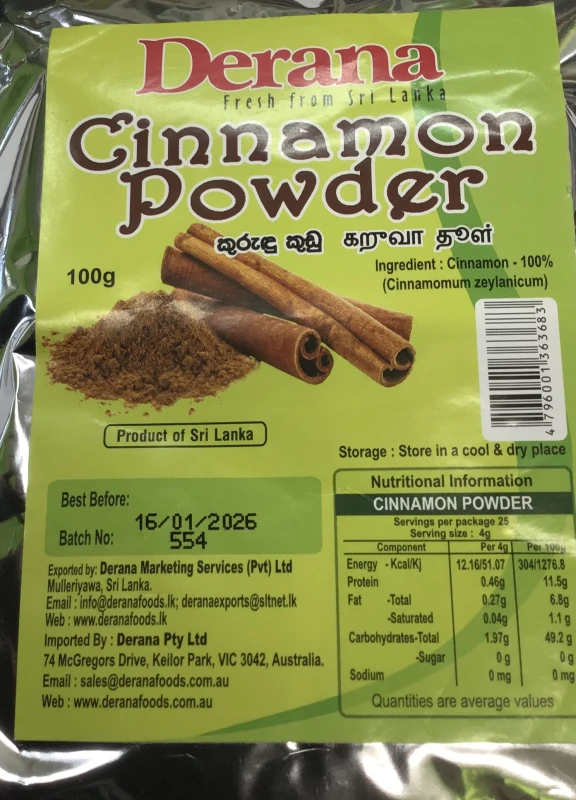 Derana
Fresh from Sri Lanka
Cinnamon
Powder
කුරුඳු කුඩු கறுவா தூள்
100g
Ingredient : Cinnamon - 100%
(Cinnamomum zeylanicum)
4 796001 363683
Product of Sri Lanka
Storage : Store in a cool & dry place
Best Before:
16/01/2026
Batch No: 554
Exported by: Derana Marketing Services (Pvt) Ltd
Mulleriyawa, Sri Lanka.
Email : info@deranafoods.lk; deranaexports@sltnet.lk
Web : www.deranafoods.lk
Imported By : Derana Pty Ltd
74 McGregors Drive, Keilor Park, VIC 3042, Australia.
Email : sales@deranafoods.com.au
Web : www.deranafoods.com.au
Nutritional Information
CINNAMON POWDER
Servings per package 25
Serving size : 4g
Component Per 4g Per 100g
Energy - Kcal/Kj 12.16/51.07 304/1276.8
Protein 0.46g 11.5g
Fat -Total 0.27g 6.8g
-Saturated 0.04g 1.1 g
Carbohydrates-Total 1.97g 49.2 g
-Sugar 0 g 0 g
Sodium 0 mg 0 mg
Quantities are average values